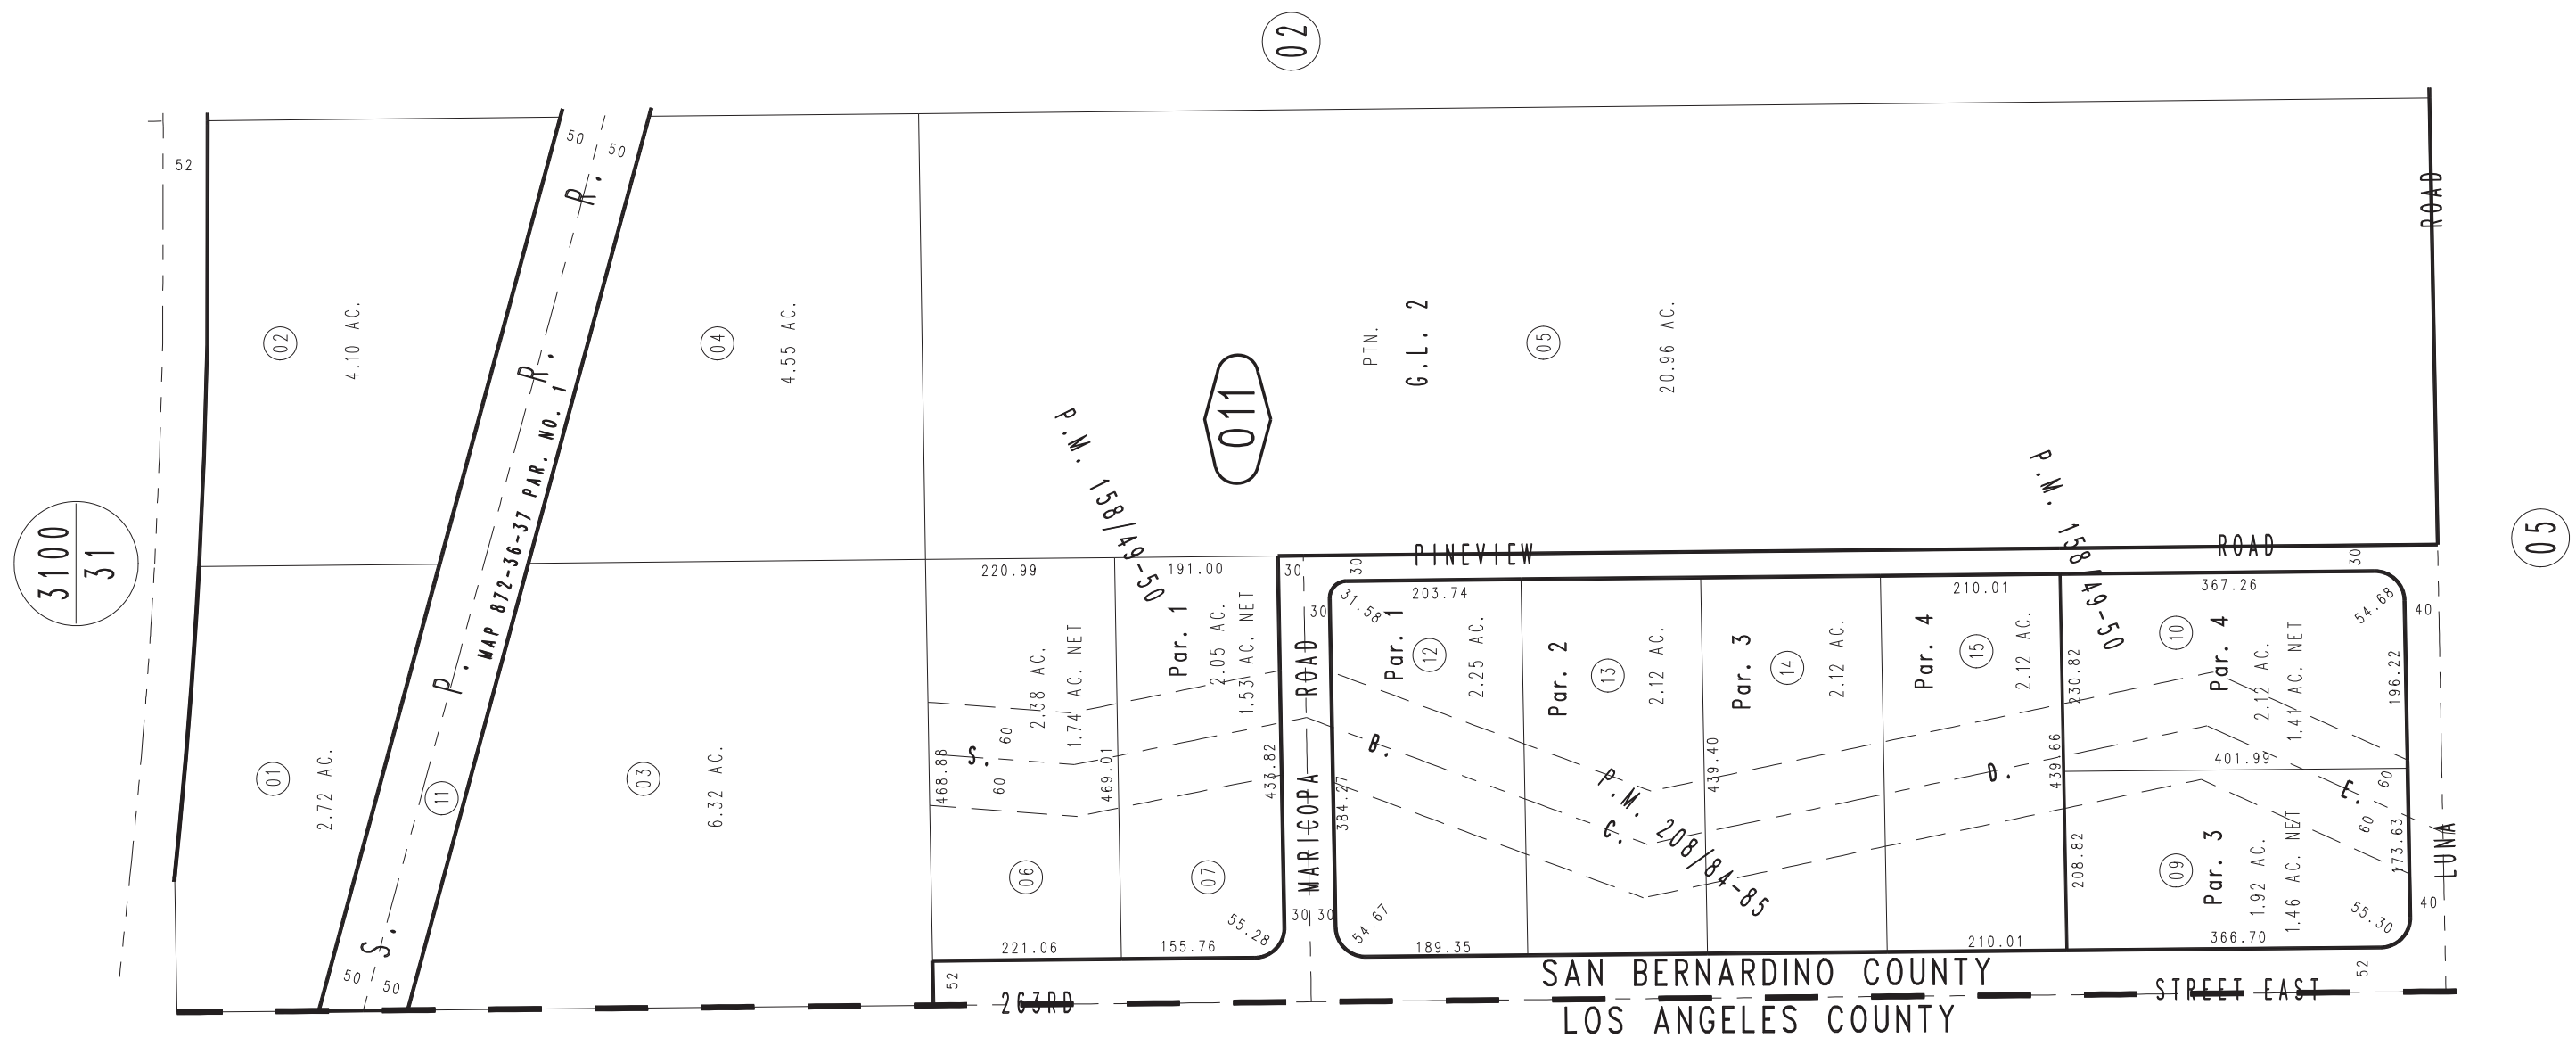 02
52
50
50
S. P. R. R.
MAP 872-36-37 PAR. NO. 1
ROAD
02
4.10 AC.
04
4.55 AC.
011
PTN.
G.L. 2
05
20.96 AC.
P.M. 158/49-50
P.M. 158/49-50
3100
31
05
PINEVIEW ROAD
220.99
191.00
30
30
30
30
31.58
203.74
210.01
367.26
54.68
40
01
2.72 AC.
11
03
6.32 AC.
2.38 AC.
1.74 AC. NET
Par. 1
2.05 AC.
1.53 AC. NET
MARICOPA ROAD
Par. 1
12
2.25 AC.
Par. 2
13
2.12 AC.
Par. 3
14
2.12 AC.
Par. 4
15
2.12 AC.
230.82
10
Par. 4
2.12 AC.
1.41 AC. NET
196.22
468.88
S.
60
60
469.01
433.82
384.27
B.
C.
P.M. 208/84-85
439.40
D.
439.66
401.99
E.
60
60
06
07
208.82
09
Par. 3
1.92 AC.
1.46 AC. NET
173.63
LUNA
50
50
221.06
155.76
55.28
30
30
54.67
189.35
210.01
366.70
55.30
40
52
52
SAN BERNARDINO COUNTY
263RD STREET EAST
LOS ANGELES COUNTY